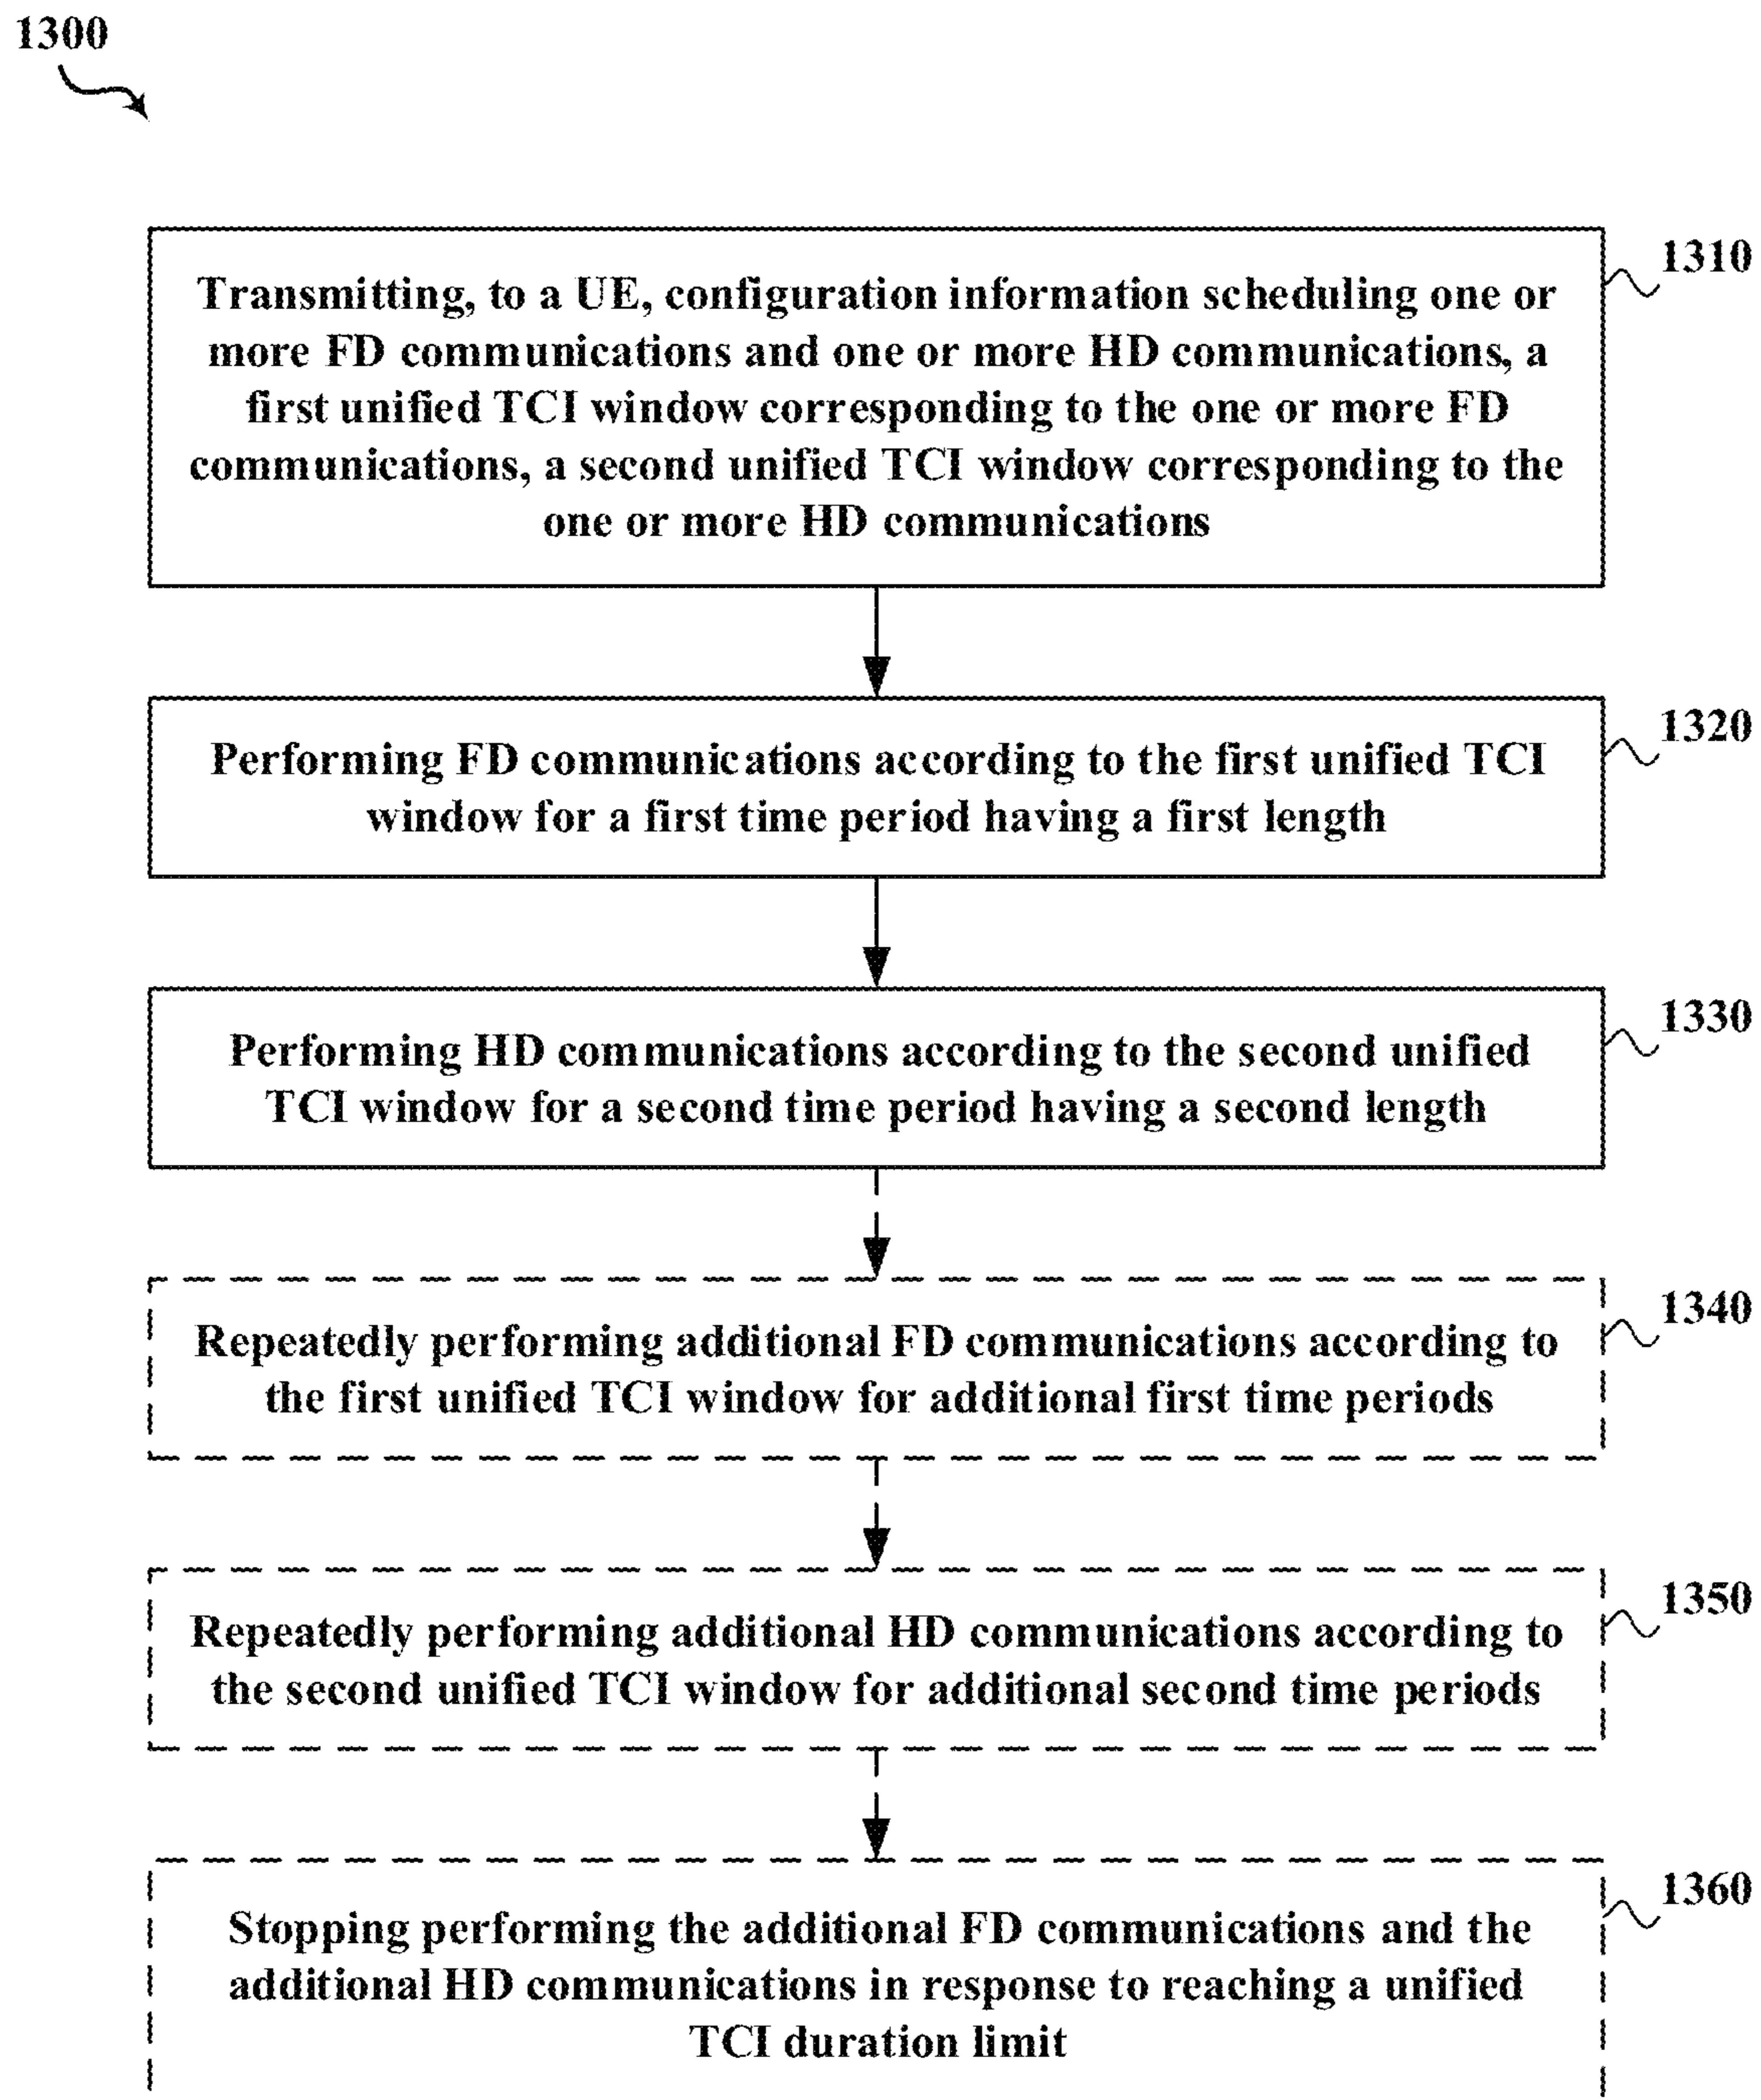 1300
1310
Transmitting, to a UE, configuration information scheduling one or
more FD communications and one or more HD communications, a
first unified TCI window corresponding to the one or more FD
communications, a second unified TCI window corresponding to the
one or more HD communications
1320
Performing FD communications according to the first unified TCI
window for a first time period having a first length
1330
Performing HD communications according to the second unified
TCI window for a second time period having a second length
1340
Repeatedly performing additional FD communications according to
the first unified TCI window for additional first time periods
1350
Repeatedly performing additional HD communications according to
the second unified TCI window for additional second time periods
1360
Stopping performing the additional FD communications and the
additional HD communications in response to reaching a unified
TCI duration limit